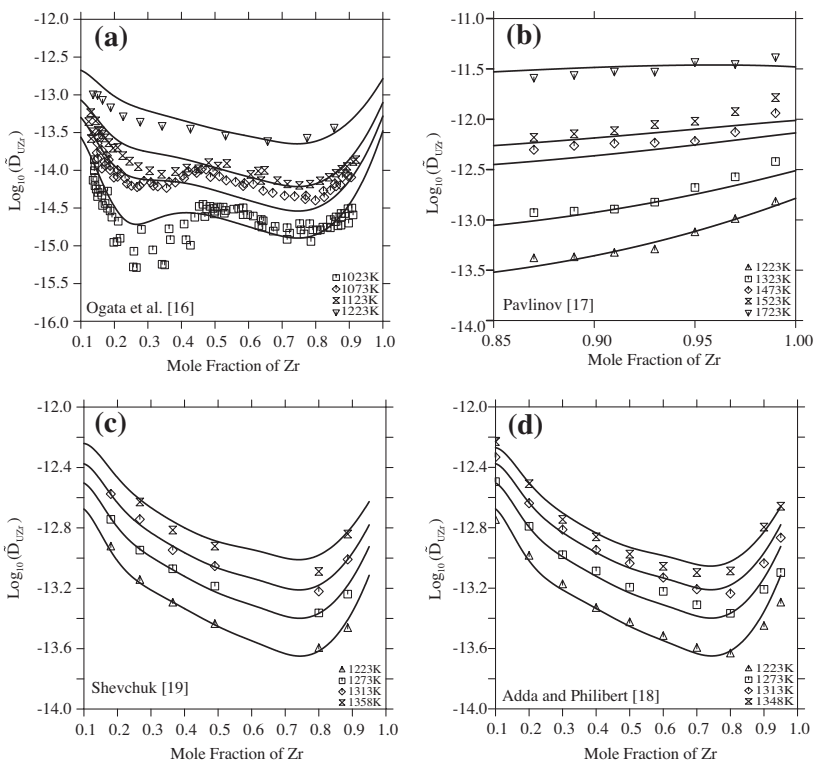 (a)
-12.0
-12.5
-13.0
-13.5
-14.0
-14.5
-15.0
-15.5
-16.0
Log10(D̃UZr)
0.1 0.2 0.3 0.4 0.5 0.6 0.7 0.8 0.9 1.0
Mole Fraction of Zr
1023K
1073K
1123K
1223K
Ogata et al. [16]
(b)
-11.0
-11.5
-12.0
-12.5
-13.0
-13.5
-14.0
Log10(D̃UZr)
0.85 0.90 0.95 1.00
Mole Fraction of Zr
1223K
1323K
1473K
1523K
1723K
Pavlinov [17]
(c)
-12.0
-12.4
-12.8
-13.2
-13.6
-14.0
Log10(D̃UZr)
0.1 0.2 0.3 0.4 0.5 0.6 0.7 0.8 0.9 1.0
Mole Fraction of Zr
1223K
1273K
1313K
1358K
Shevchuk [19]
(d)
-12.0
-12.4
-12.8
-13.2
-13.6
-14.0
Log10(D̃UZr)
0.1 0.2 0.3 0.4 0.5 0.6 0.7 0.8 0.9 1.0
Mole Fraction of Zr
1223K
1273K
1313K
1348K
Adda and Philibert [18]